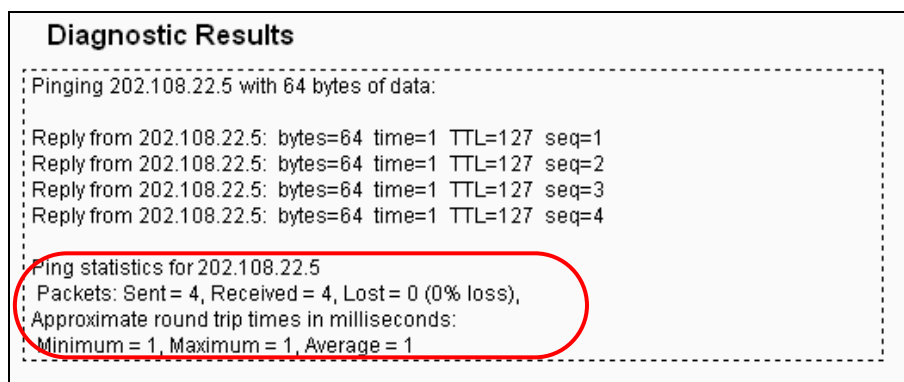 Diagnostic Results
Pinging 202.108.22.5 with 64 bytes of data:
Reply from 202.108.22.5: bytes=64 time=1 TTL=127 seq=1
Reply from 202.108.22.5: bytes=64 time=1 TTL=127 seq=2
Reply from 202.108.22.5: bytes=64 time=1 TTL=127 seq=3
Reply from 202.108.22.5: bytes=64 time=1 TTL=127 seq=4
Ping statistics for 202.108.22.5
Packets: Sent = 4, Received = 4, Lost = 0 (0% loss),
Approximate round trip times in milliseconds:
Minimum = 1, Maximum = 1, Average = 1